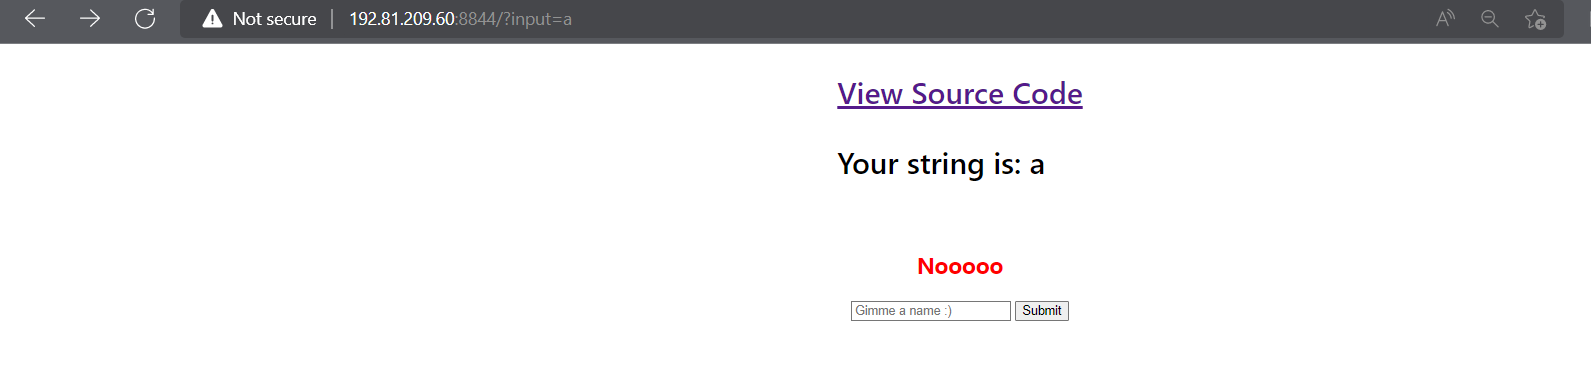 Not secure | 192.81.209.60:8844/?input=a
View Source Code
Your string is: a
Nooooo
Gimme a name :) Submit